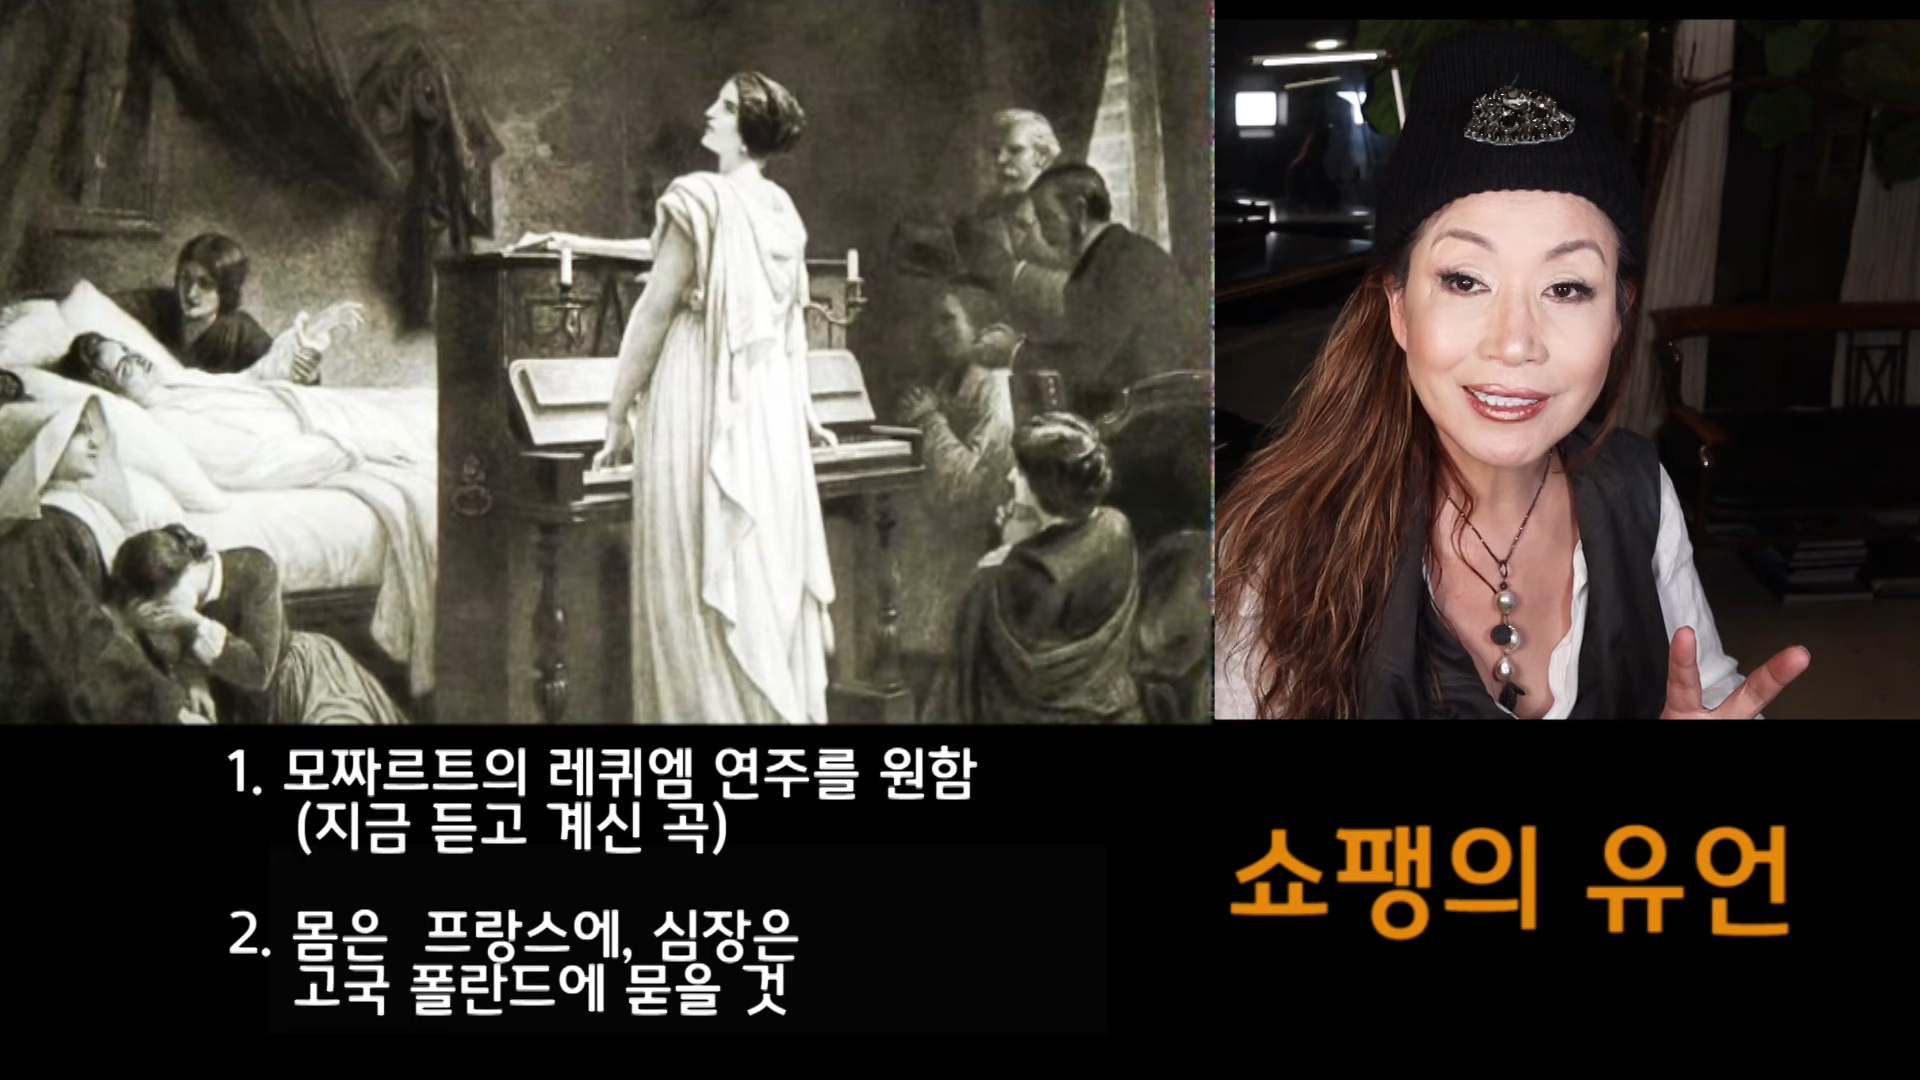 1. 모짜르트의 레퀴엠 연주를 원함
(지금 듣고 계신 곡)
2. 몸은 프랑스에, 심장은
고국 폴란드에 묻을 것
쇼팽의 유언